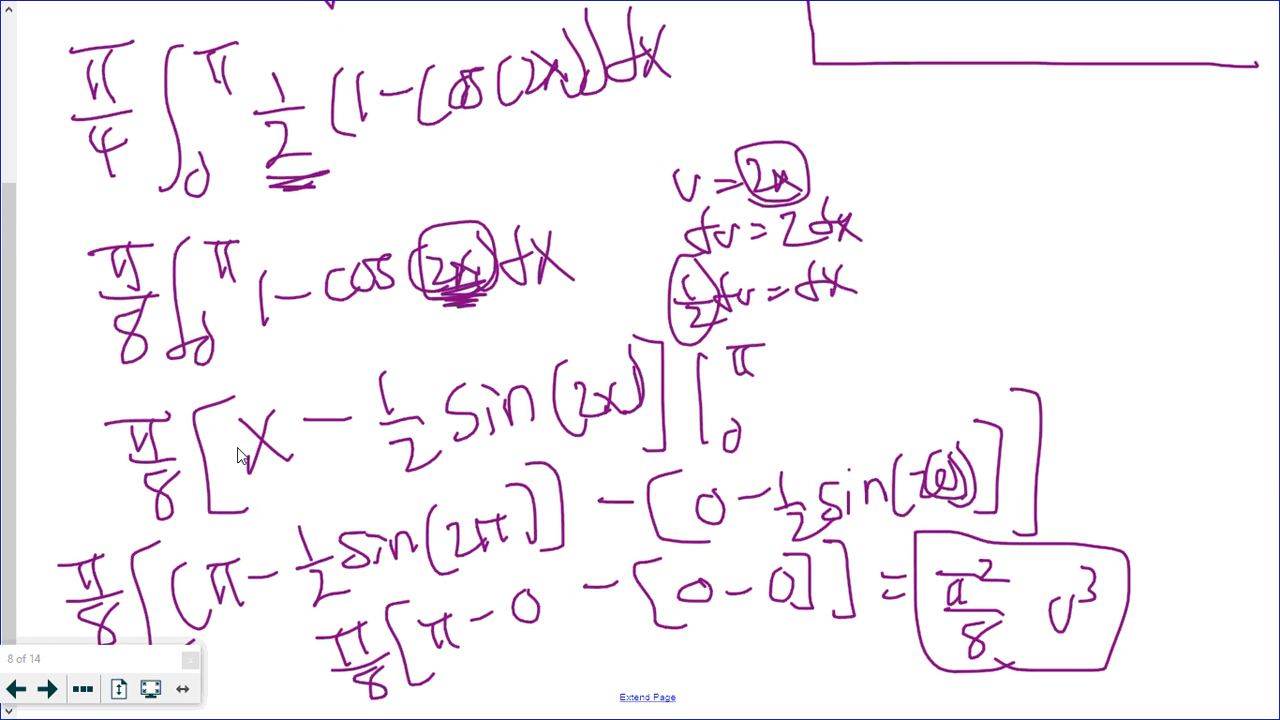 π/4 ∫₀^π 1/2 (1 - cos(2x)) dx
u = 2x
du = 2dx
1/2 du = dx
π/8 ∫₀^π 1 - cos(2x) dx
π/8 [x - 1/2 sin(2x)] |₀^π
π/8 [(π - 1/2 sin(2π)] - [0 - 1/2 sin(2(0))]]
π/8 [π - 0 - [0 - 0]] = π²/8 u³
8 of 14
Extend Page